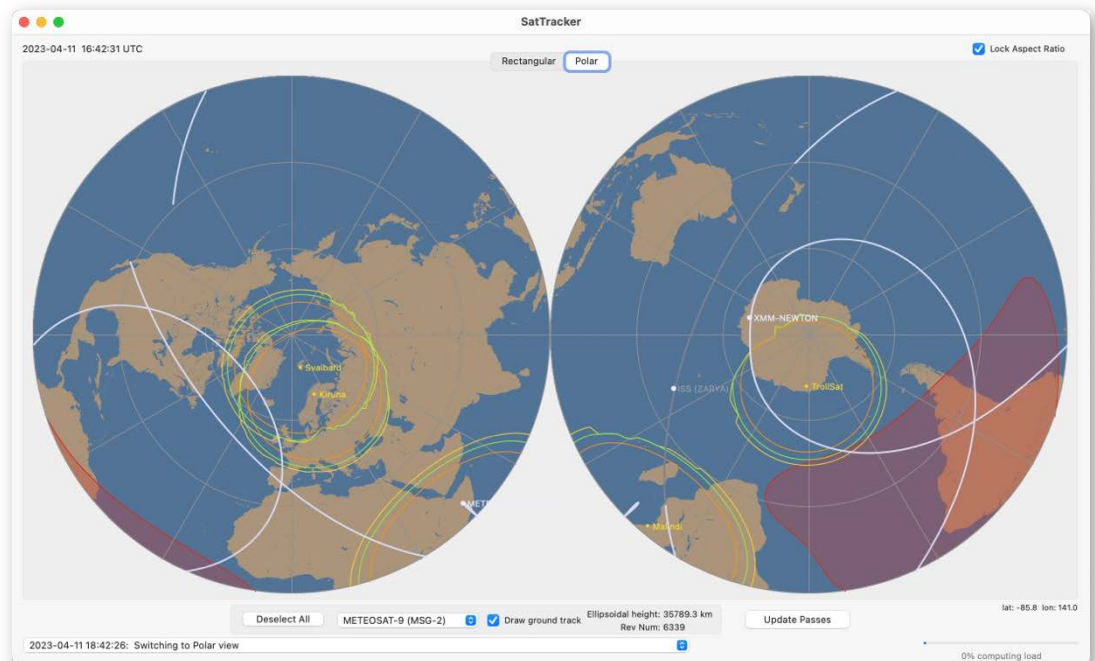 SatTracker
2023-04-11 16:42:31 UTC
Lock Aspect Ratio
Rectangular
Polar
Svalbard
Kiruna
XMM-NEWTON
ISS (ZARYA)
TrollSat
METE
Malindi
lat: -85.8 lon: 141.0
Deselect All
METEOSAT-9 (MSG-2)
Draw ground track
Ellipsoidal height: 35789.3 km
Rev Num: 6339
Update Passes
2023-04-11 18:42:26: Switching to Polar view
0% computing load